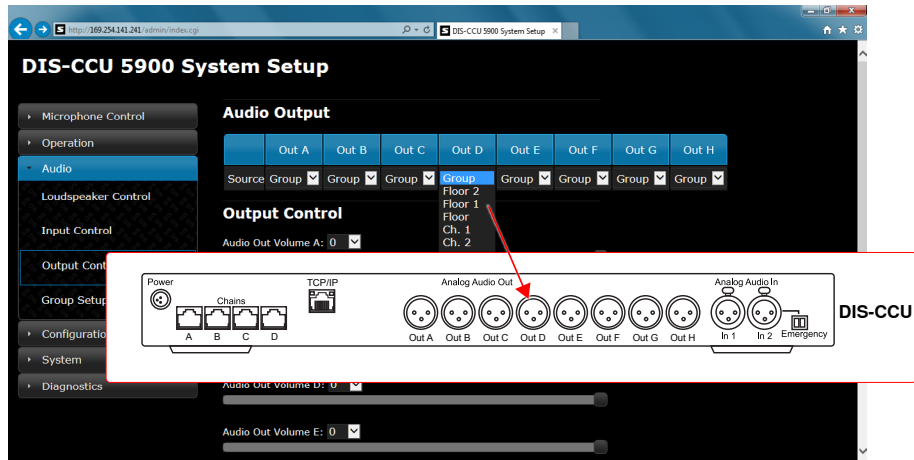 http://169.254.141.241/admin/index.cgi
DIS-CCU 5900 System Setup
DIS-CCU 5900 System Setup
Microphone Control
Operation
Audio
Loudspeaker Control
Input Control
Output Cont
Group Setup
Configuratio
System
Diagnostics
Audio Output
Out A Out B Out C Out D Out E Out F Out G Out H
Source Group Group Group Group Group Group Group Group
Floor 2
Floor 1
Floor
Ch. 1
Ch. 2
Output Control
Audio Out Volume A: 0
Power
Chains
A B C D
TCP/IP
Analog Audio Out
Out A Out B Out C Out D Out E Out F Out G Out H
Analog Audio In
In 1 In 2 Emergency
DIS-CCU
Audio Out Volume D: 0
Audio Out Volume E: 0